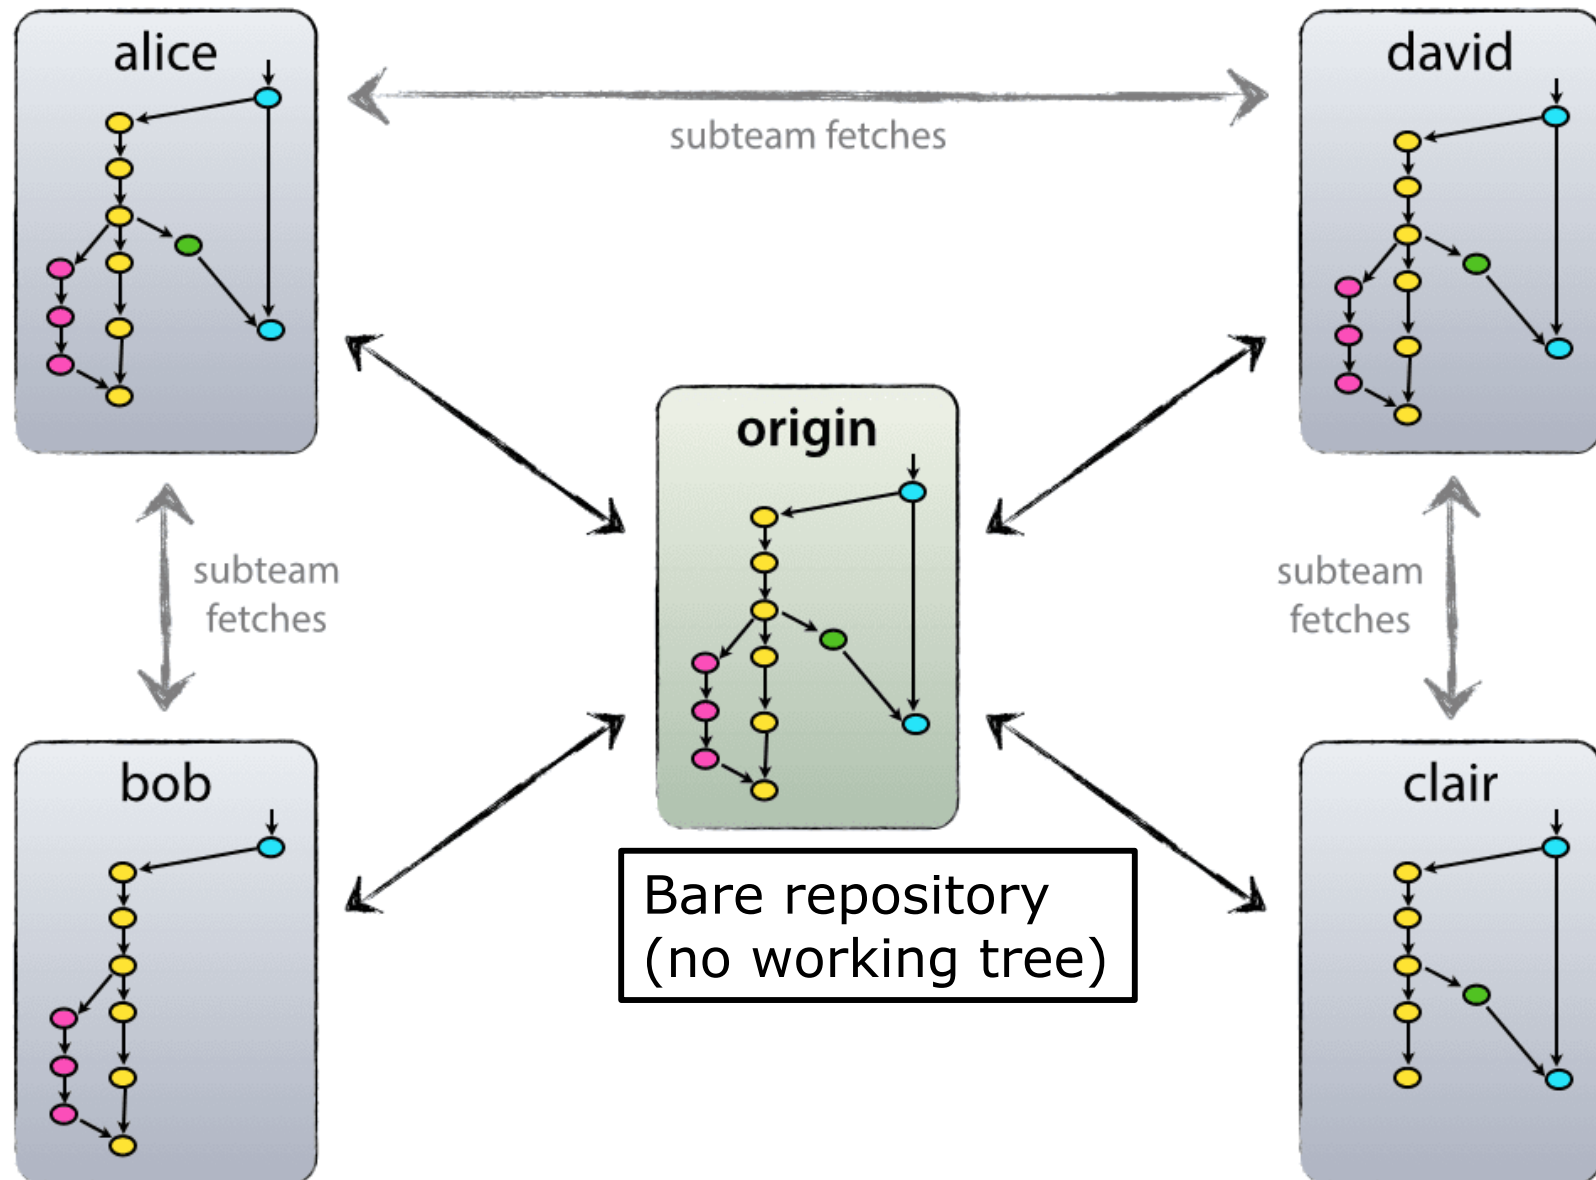 alice
david
subteam fetches
origin
subteam
fetches
subteam
fetches
bob
clair
Bare repository
(no working tree)